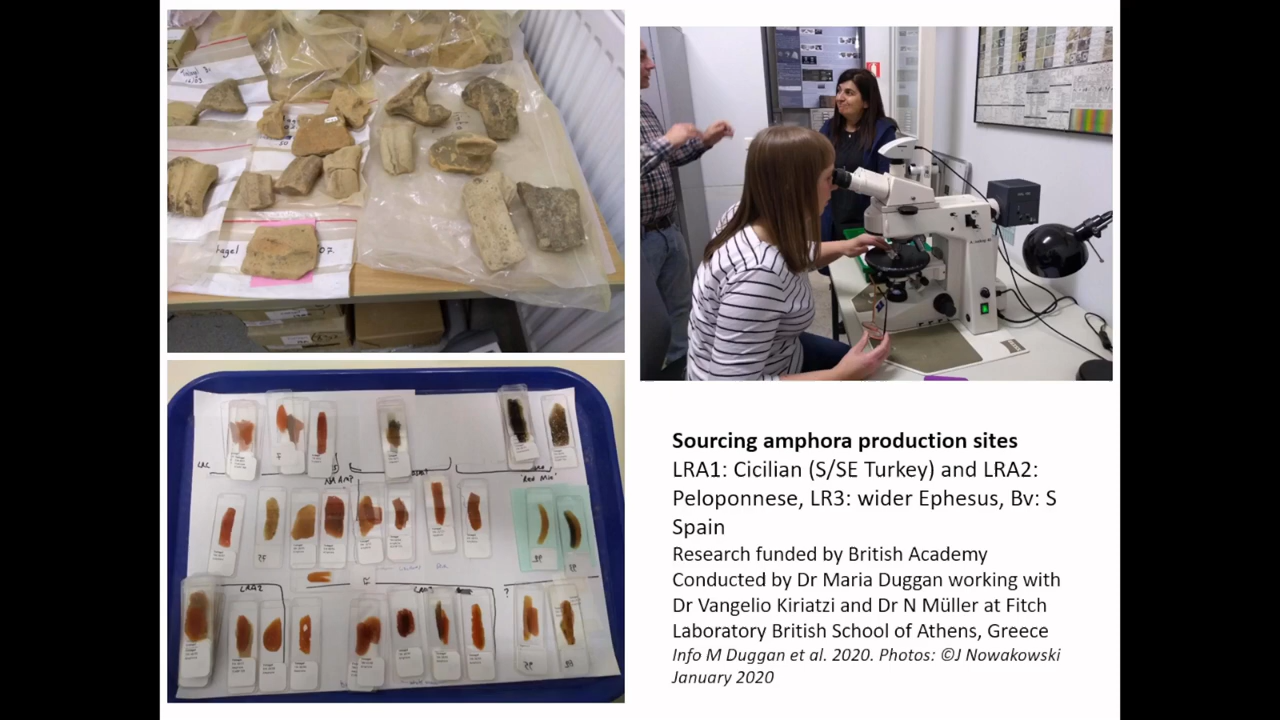 Sourcing amphora production sites
LRA1: Cicilian (S/SE Turkey) and LRA2:
Peloponnese, LR3: wider Ephesus, Bv: S
Spain
Research funded by British Academy
Conducted by Dr Maria Duggan working with
Dr Vangelio Kiriatzi and Dr N Müller at Fitch
Laboratory British School of Athens, Greece
Info M Duggan et al. 2020. Photos: ©J Nowakowski
January 2020